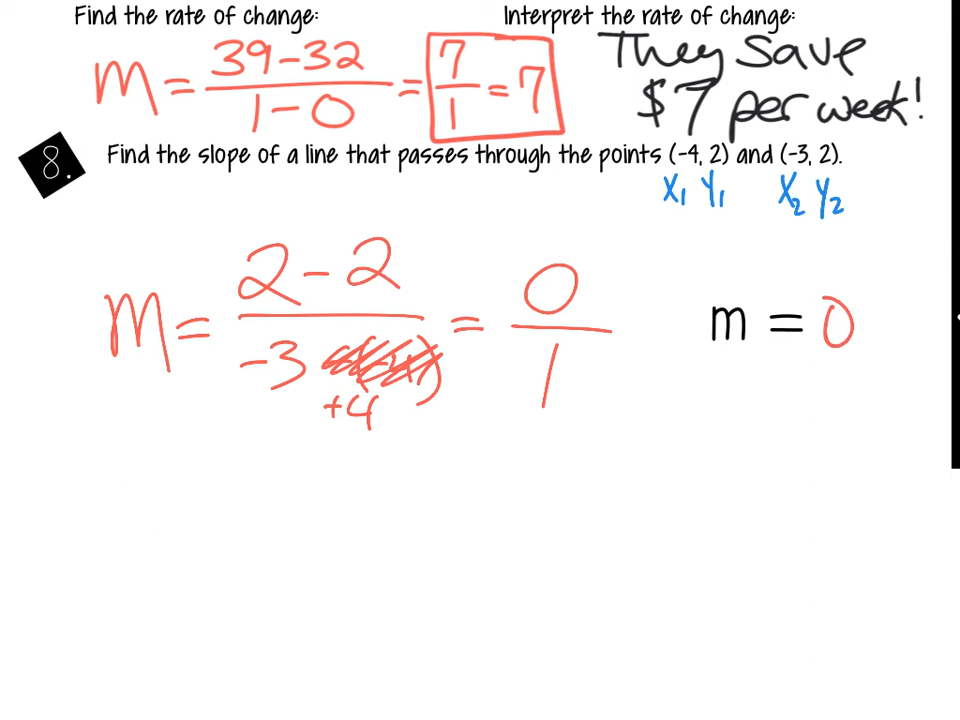 Find the rate of change:
Interpret the rate of change:
m = 39-32 / 1-0 = 7/1 = 7
They save
$7 per week!
8. Find the slope of a line that passes through the points (-4, 2) and (-3, 2).
X1 Y1 X2 Y2
m = 2-2 / -3 +4 = 0/1
m = 0